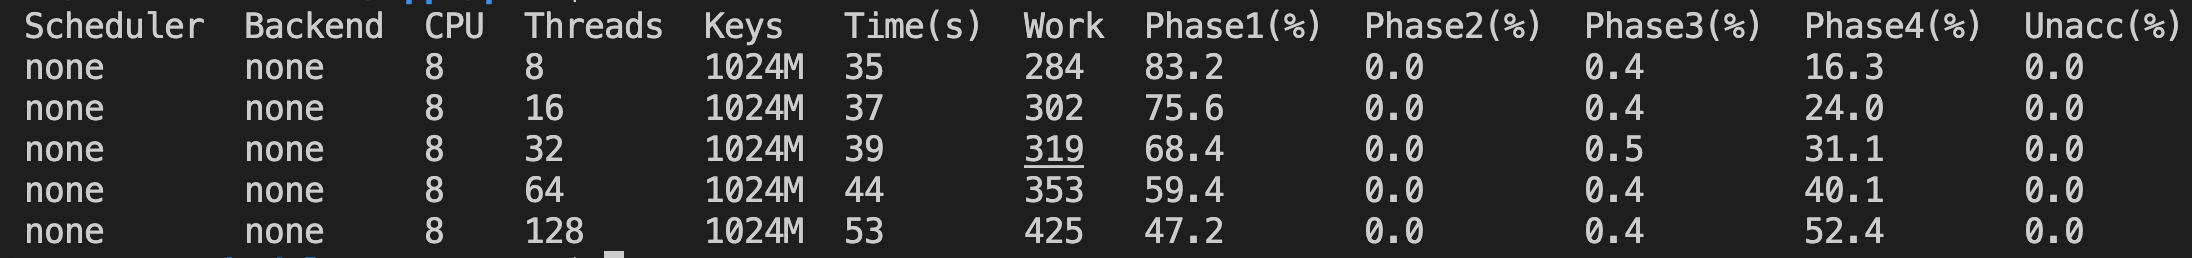 Scheduler Backend CPU Threads Keys Time(s) Work Phase1(%) Phase2(%) Phase3(%) Phase4(%) Unacc(%)
none none 8 8 1024M 35 284 83.2 0.0 0.4 16.3 0.0
none none 8 16 1024M 37 302 75.6 0.0 0.4 24.0 0.0
none none 8 32 1024M 39 319 68.4 0.0 0.5 31.1 0.0
none none 8 64 1024M 44 353 59.4 0.0 0.4 40.1 0.0
none none 8 128 1024M 53 425 47.2 0.0 0.4 52.4 0.0